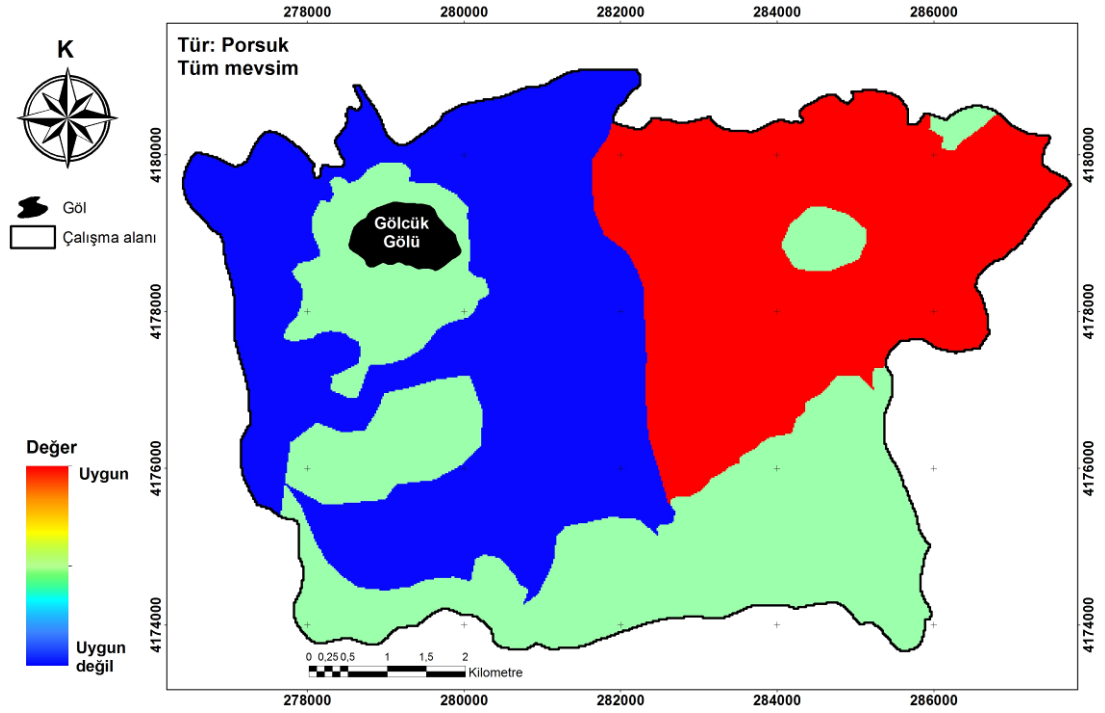 278000 280000 282000 284000 286000
K
Tür: Porsuk
Tüm mevsim
Göl
Çalışma alanı
Gölcük
Gölü
4180000
4178000
4176000
4174000
4180000
4178000
4176000
4174000
Değer
Uygun
Uygun
değil
0 0,25 0,5 1 1,5 2
Kilometre
278000 280000 282000 284000 286000